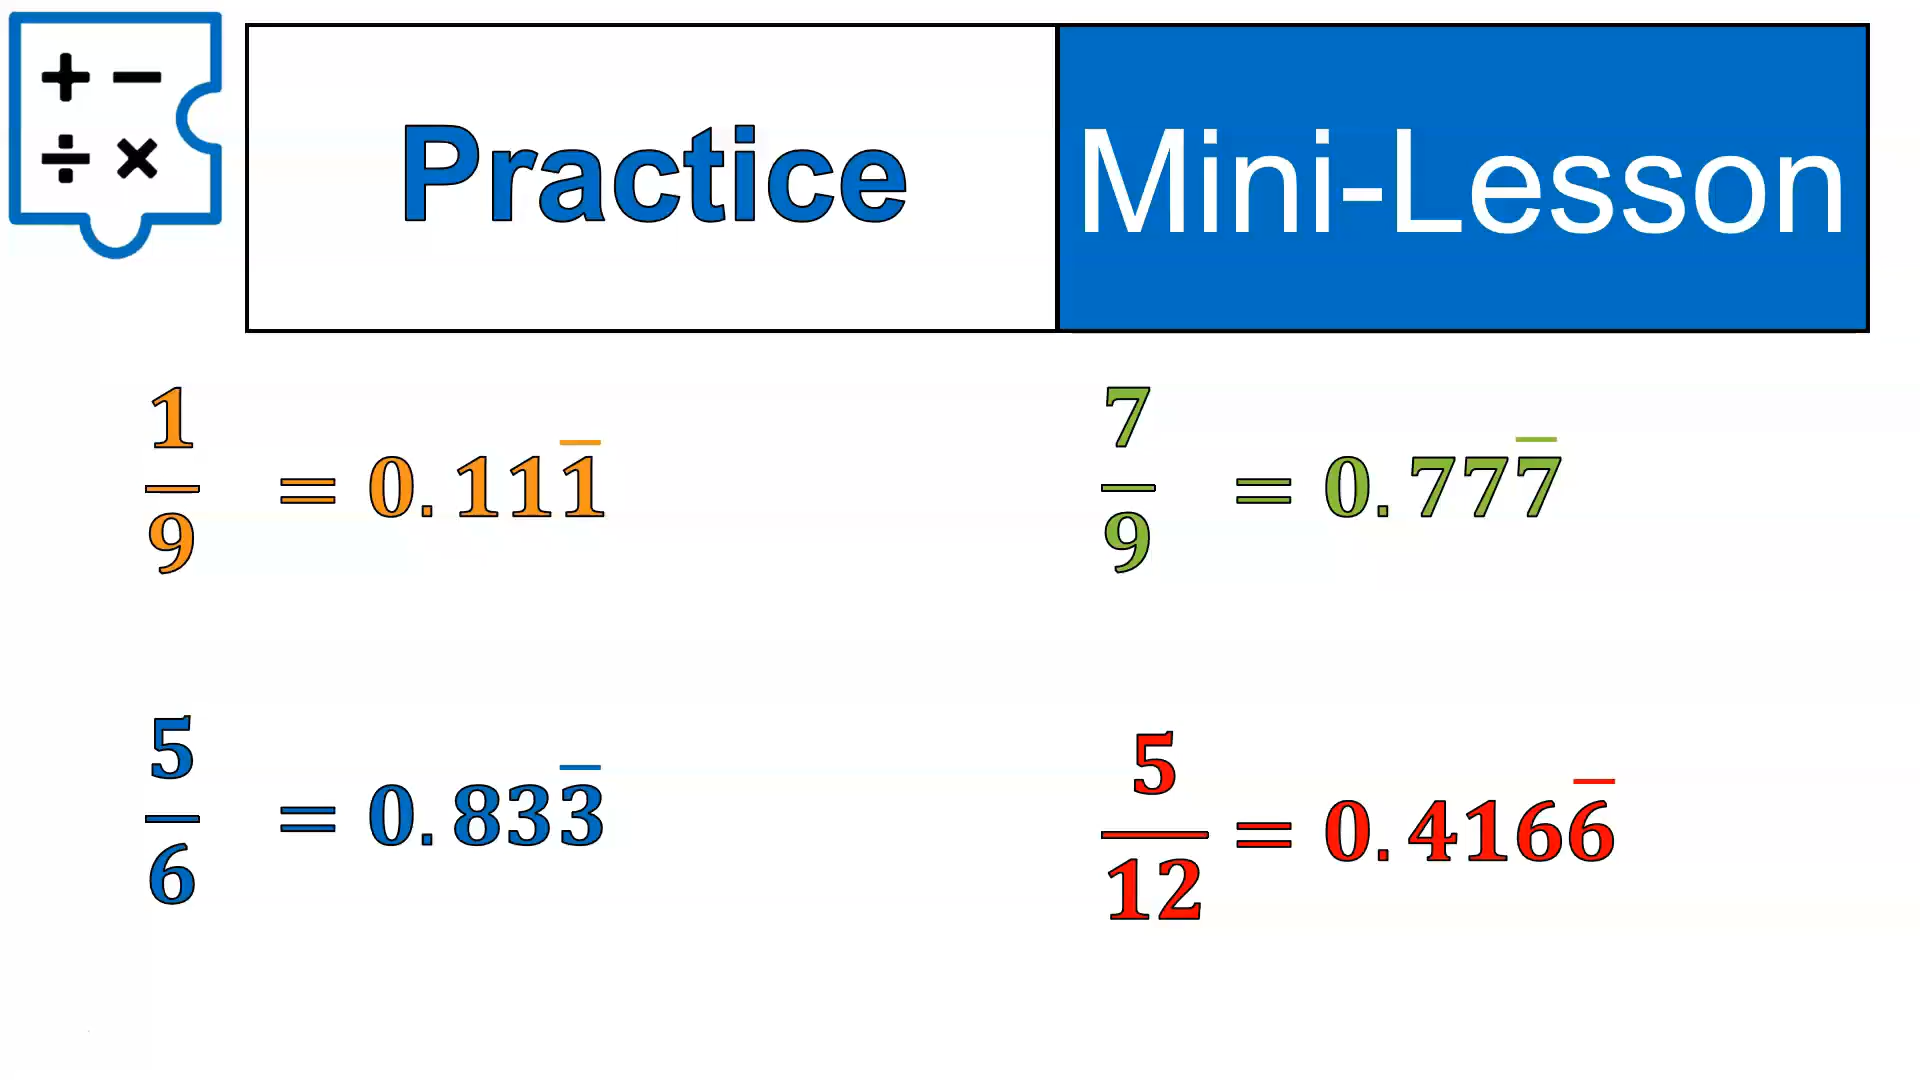 + −
÷ ×
Practice
Mini-Lesson
1/9 = 0.111̅
7/9 = 0.777̅
5/6 = 0.833̅
5/12 = 0.4166̅